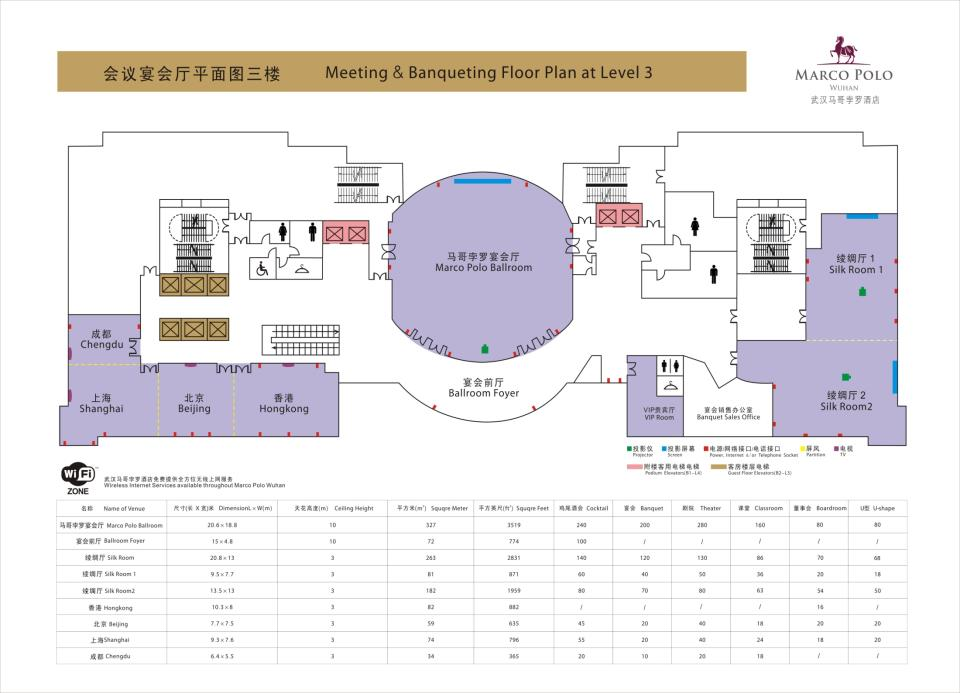 会议宴会厅平面图三楼 Meeting & Banqueting Floor Plan at Level 3
MARCO POLO
WUHAN
武汉马哥孛罗酒店
马哥孛罗宴会厅
Marco Polo Ballroom
绫绸厅 1
Silk Room 1
成都
Chengdu
上海
Shanghai
北京
Beijing
香港
Hongkong
宴会前厅
Ballroom Foyer
VIP贵宾厅
VIP Room
宴会销售办公室
Banquet Sales Office
绫绸厅 2
Silk Room2
投影仪 投影屏幕 电源/网络接口/电话接口 屏风 电视
Projector Screen Power, Internet &/or Telephone Socket Partition TV
附楼客用电梯电梯 客房楼层电梯
Podium Elevators(B1-L4) Guest Floor Elevators(B2-L3)
WiFi
ZONE
武汉马哥孛罗酒店免费提供全方位无线上网服务
Wireless Internet Services available throughout Marco Polo Wuhan
名称 Name of Venue 尺寸(长 X 宽)米 DimensionL×W(m) 天花高度(m) Ceiling Height 平方米(m²) Squqre Meter 平方英尺(ft²) Squqre Feet 鸡尾酒会 Cocktail 宴会 Banquet 剧院 Theater 课堂 Classroom 董事会 Boardroom U型 U-shape
马哥孛罗宴会厅 Marco Polo Ballroom 20.6×18.8 10 327 3519 240 200 280 160 80 80
宴会前厅 Ballroom Foyer 15×4.8 10 72 774 100 / / / / /
绫绸厅 Silk Room 20.8×13 3 263 2831 140 120 130 86 70 68
绫绸厅 Silk Room 1 9.5×7.7 3 81 871 60 40 50 36 20 18
绫绸厅 Silk Room2 13.5×13 3 182 1959 80 70 80 63 54 50
香港 Hongkong 10.3×8 3 82 882 / / / / 16 /
北京 Beijing 7.7×7.5 3 59 635 45 20 40 18 20 20
上海Shanghai 9.3×7.6 3 74 796 55 20 40 24 18 20
成都 Chengdu 6.4×5.5 3 34 365 20 10 20 18 / /